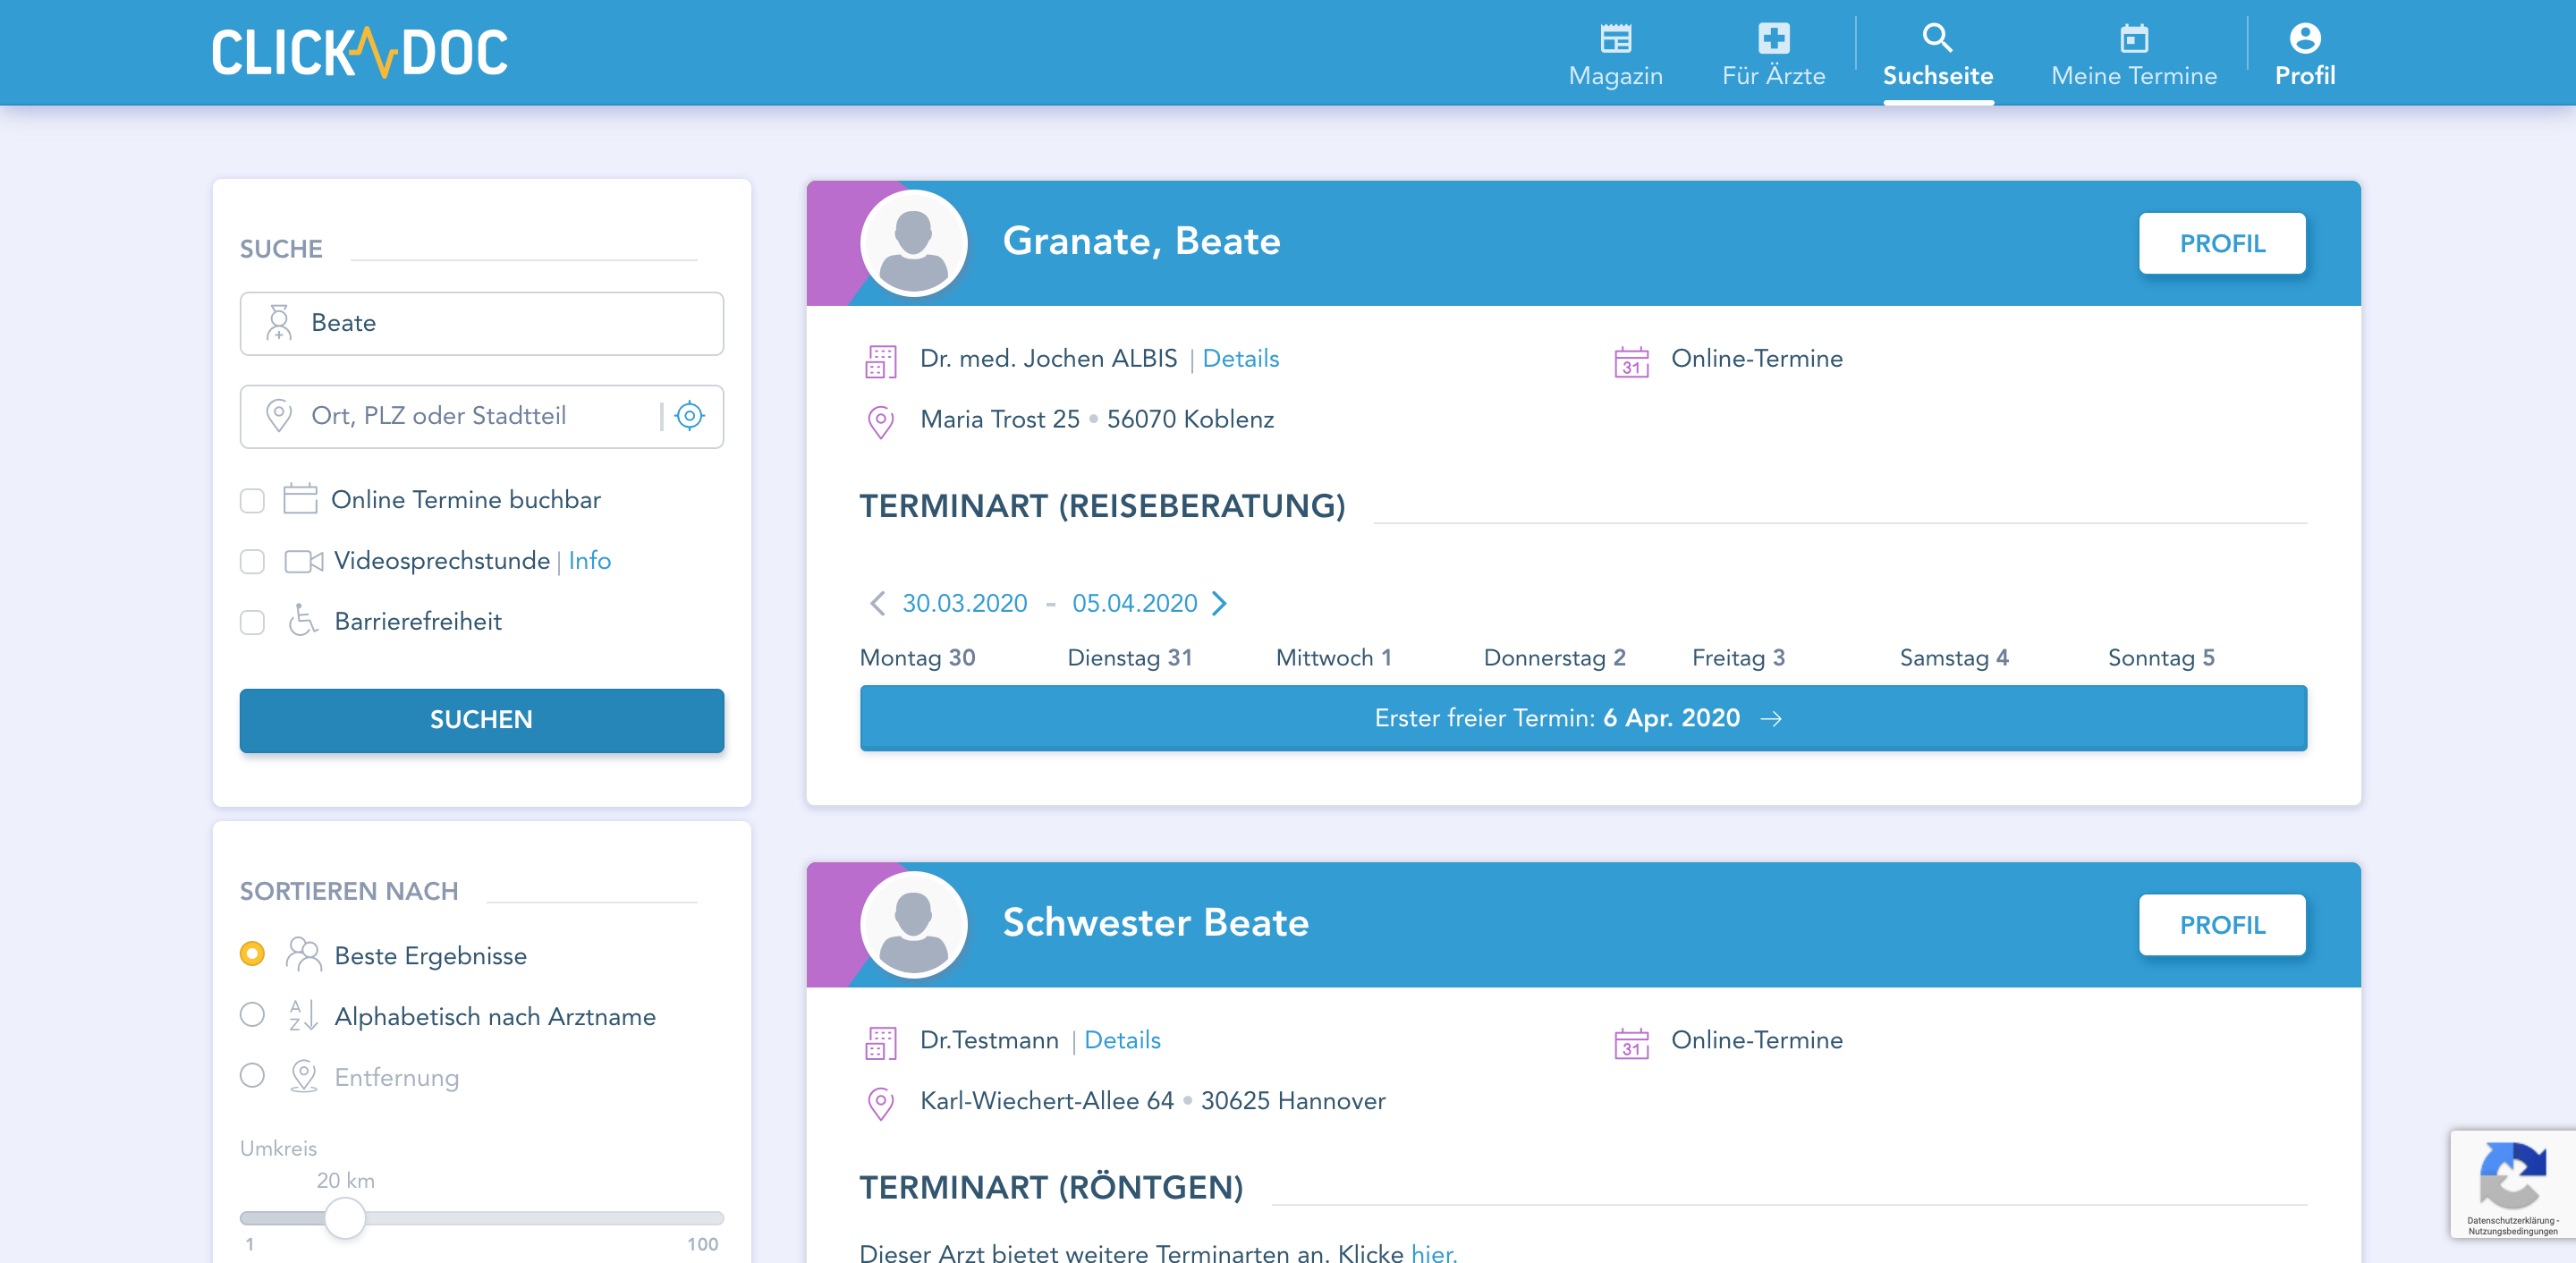 CLICK DOC
Magazin
Für Ärzte
Suchseite
Meine Termine
Profil
SUCHE
Beate
Ort, PLZ oder Stadtteil
Online Termine buchbar
Videosprechstunde | Info
Barrierefreiheit
SUCHEN
SORTIEREN NACH
Beste Ergebnisse
A Z
Alphabetisch nach Arztname
Entfernung
Umkreis
20 km
1 100
Granate, Beate
PROFIL
Dr. med. Jochen ALBIS | Details
31 Online-Termine
Maria Trost 25 • 56070 Koblenz
TERMINART (REISEBERATUNG)
30.03.2020 - 05.04.2020
Montag 30 Dienstag 31 Mittwoch 1 Donnerstag 2 Freitag 3 Samstag 4 Sonntag 5
Erster freier Termin: 6 Apr. 2020 →
Schwester Beate
PROFIL
Dr.Testmann | Details
31 Online-Termine
Karl-Wiechert-Allee 64 • 30625 Hannover
TERMINART (RÖNTGEN)
Dieser Arzt bietet weitere Terminarten an. Klicke hier.
Datenschutzerklärung -
Nutzungsbedingungen